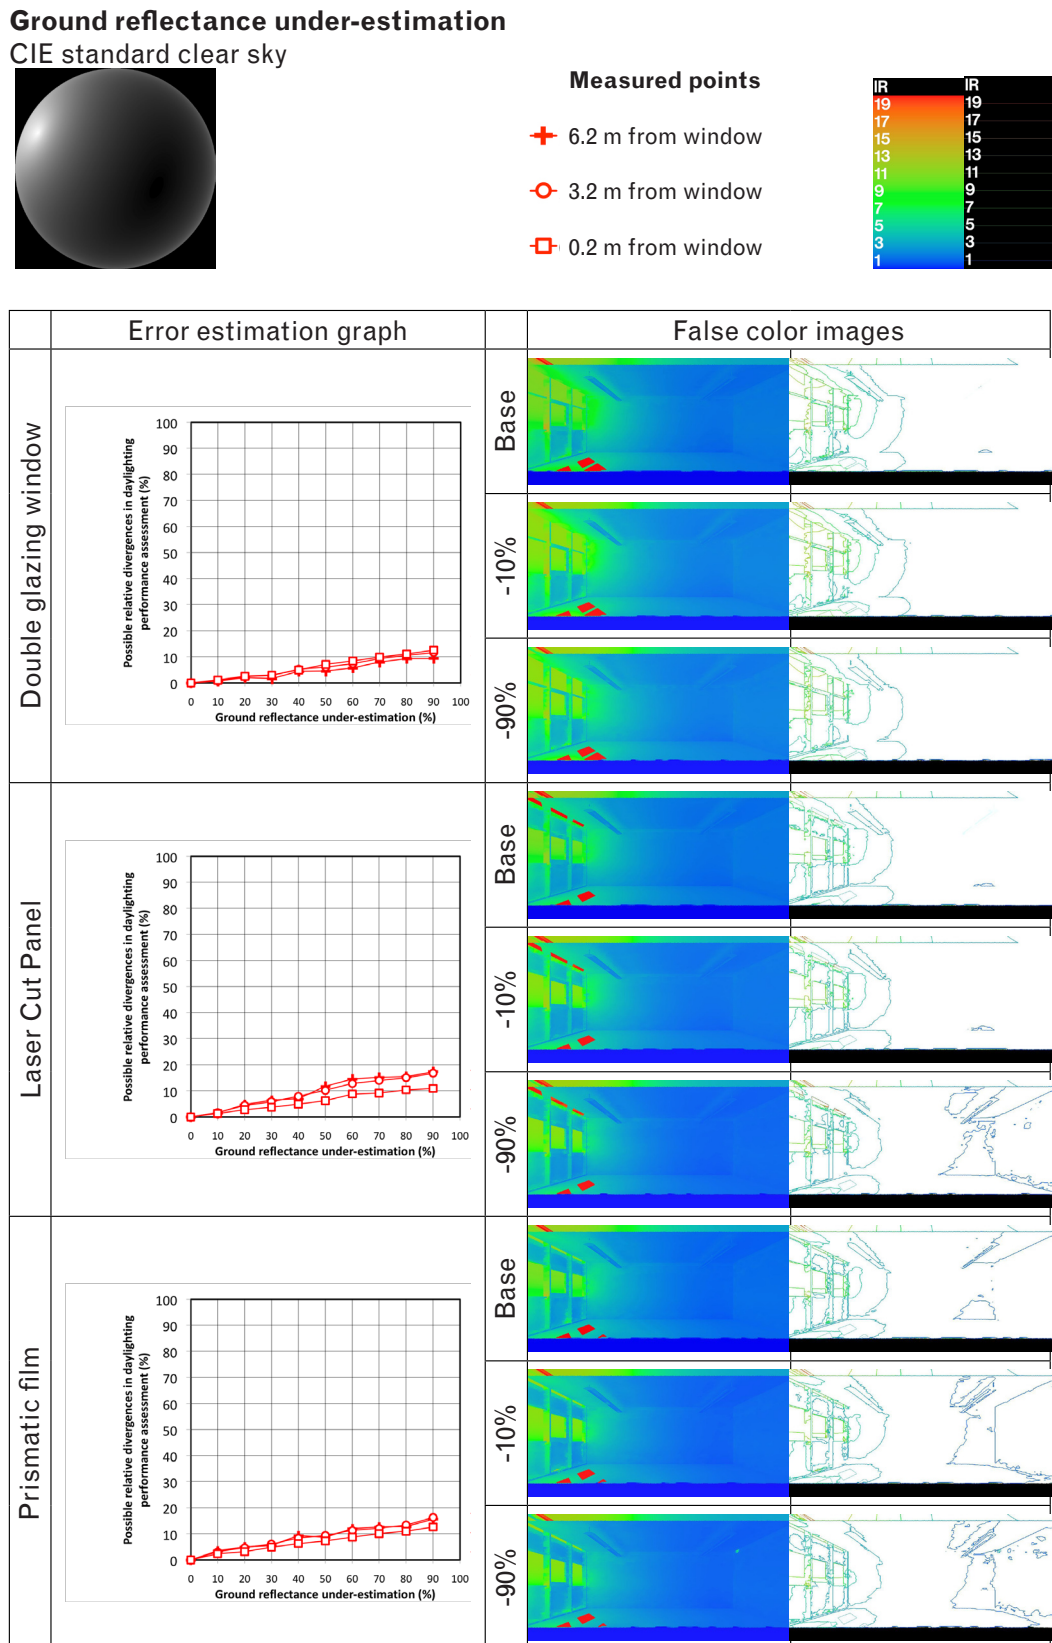 Ground reflectance under-estimation
CIE standard clear sky
Measured points
6.2 m from window
3.2 m from window
0.2 m from window
IR
19
17
15
13
11
9
7
5
3
1
IR
19
17
15
13
11
9
7
5
3
1
Error estimation graph
False color images
Double glazing window
Possible relative divergences in daylighting
performance assessment (%)
100
90
80
70
60
50
40
30
20
10
0
0 10 20 30 40 50 60 70 80 90 100
Ground reflectance under-estimation (%)
Base
-10%
-90%
Laser Cut Panel
Possible relative divergences in daylighting
performance assessment (%)
100
90
80
70
60
50
40
30
20
10
0
0 10 20 30 40 50 60 70 80 90 100
Ground reflectance under-estimation (%)
Base
-10%
-90%
Prismatic film
Possible relative divergences in daylighting
performance assessment (%)
100
90
80
70
60
50
40
30
20
10
0
0 10 20 30 40 50 60 70 80 90 100
Ground reflectance under-estimation (%)
Base
-10%
-90%